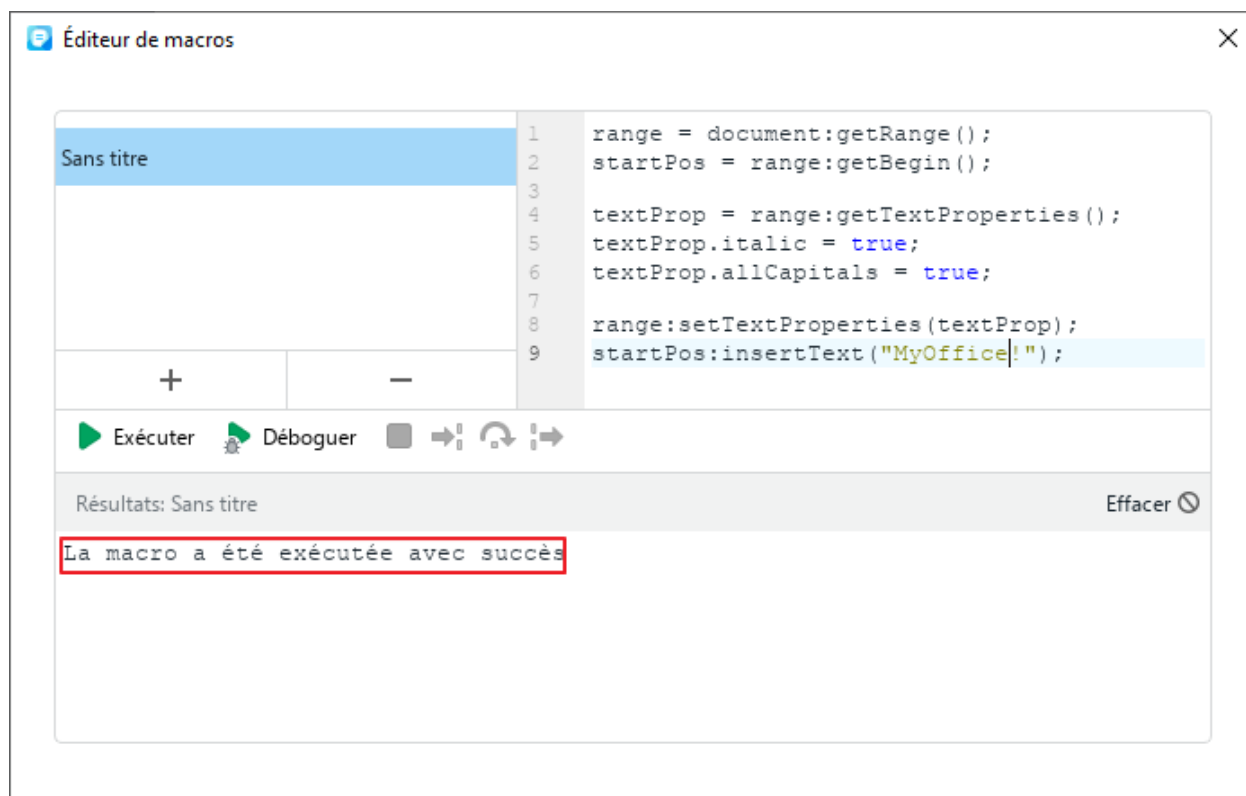 Éditeur de macros
Sans titre
1 range = document:getRange();
2 startPos = range:getBegin();
3
4 textProp = range:getTextProperties();
5 textProp.italic = true;
6 textProp.allCapitals = true;
7
8 range:setTextProperties(textProp);
9 startPos:insertText("MyOffice!");
Exécuter Déboguer
Résultats: Sans titre Effacer
La macro a été exécutée avec succès